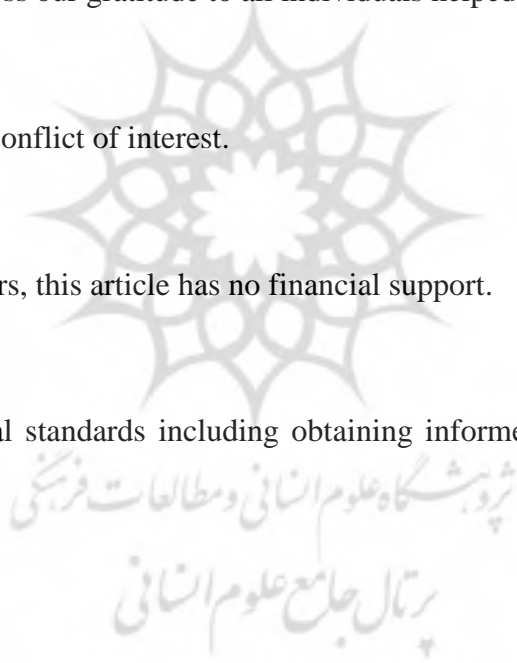 ss our gratitude to all individuals helped
onflict of interest.
rs, this article has no financial support.
al standards including obtaining informe
پژوهشگاه علوم انسانی و مطالعات فرهنگی
پرتال جامع علوم انسانی